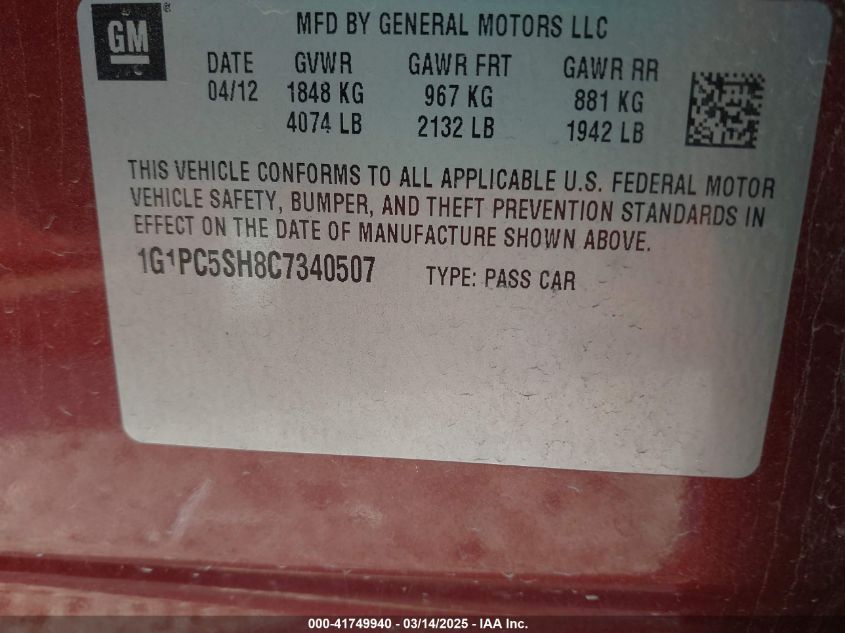 GM ®
MFD BY GENERAL MOTORS LLC
DATE GVWR GAWR FRT GAWR RR
04/12 1848 KG 967 KG 881 KG
4074 LB 2132 LB 1942 LB
THIS VEHICLE CONFORMS TO ALL APPLICABLE U.S. FEDERAL MOTOR
VEHICLE SAFETY, BUMPER, AND THEFT PREVENTION STANDARDS IN
EFFECT ON THE DATE OF MANUFACTURE SHOWN ABOVE.
1G1PC5SH8C7340507 TYPE: PASS CAR
000-41749940 - 03/14/2025 - IAA Inc.